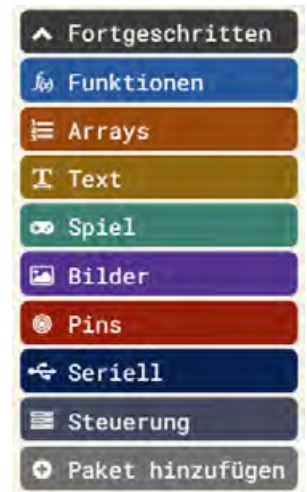 Fortgeschritten
f(x) Funktionen
Arrays
Text
Spiel
Bilder
Pins
Seriell
Steuerung
Paket hinzufügen